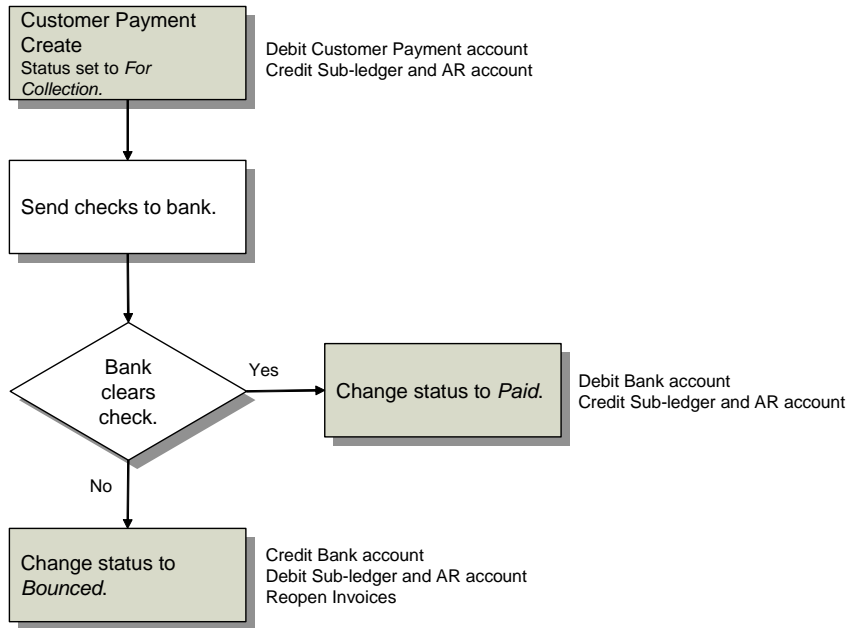 Customer Payment
Create
Status set to For
Collection.
Debit Customer Payment account
Credit Sub-ledger and AR account
Send checks to bank.
Bank
clears
check.
Yes
Change status to Paid.
Debit Bank account
Credit Sub-ledger and AR account
No
Change status to
Bounced.
Credit Bank account
Debit Sub-ledger and AR account
Reopen Invoices